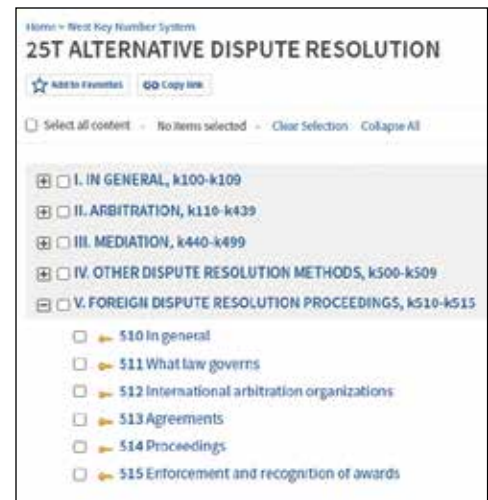 Home > West Key Number System
25T ALTERNATIVE DISPUTE RESOLUTION
Add to Favorites Copy link
Select all content No items selected Clear Selection Collapse All
I. IN GENERAL, k100-k109
II. ARBITRATION, k110-k439
III. MEDIATION, k440-k499
IV. OTHER DISPUTE RESOLUTION METHODS, k500-k509
V. FOREIGN DISPUTE RESOLUTION PROCEEDINGS, k510-k515
510 In general
511 What law governs
512 International arbitration organizations
513 Agreements
514 Proceedings
515 Enforcement and recognition of awards